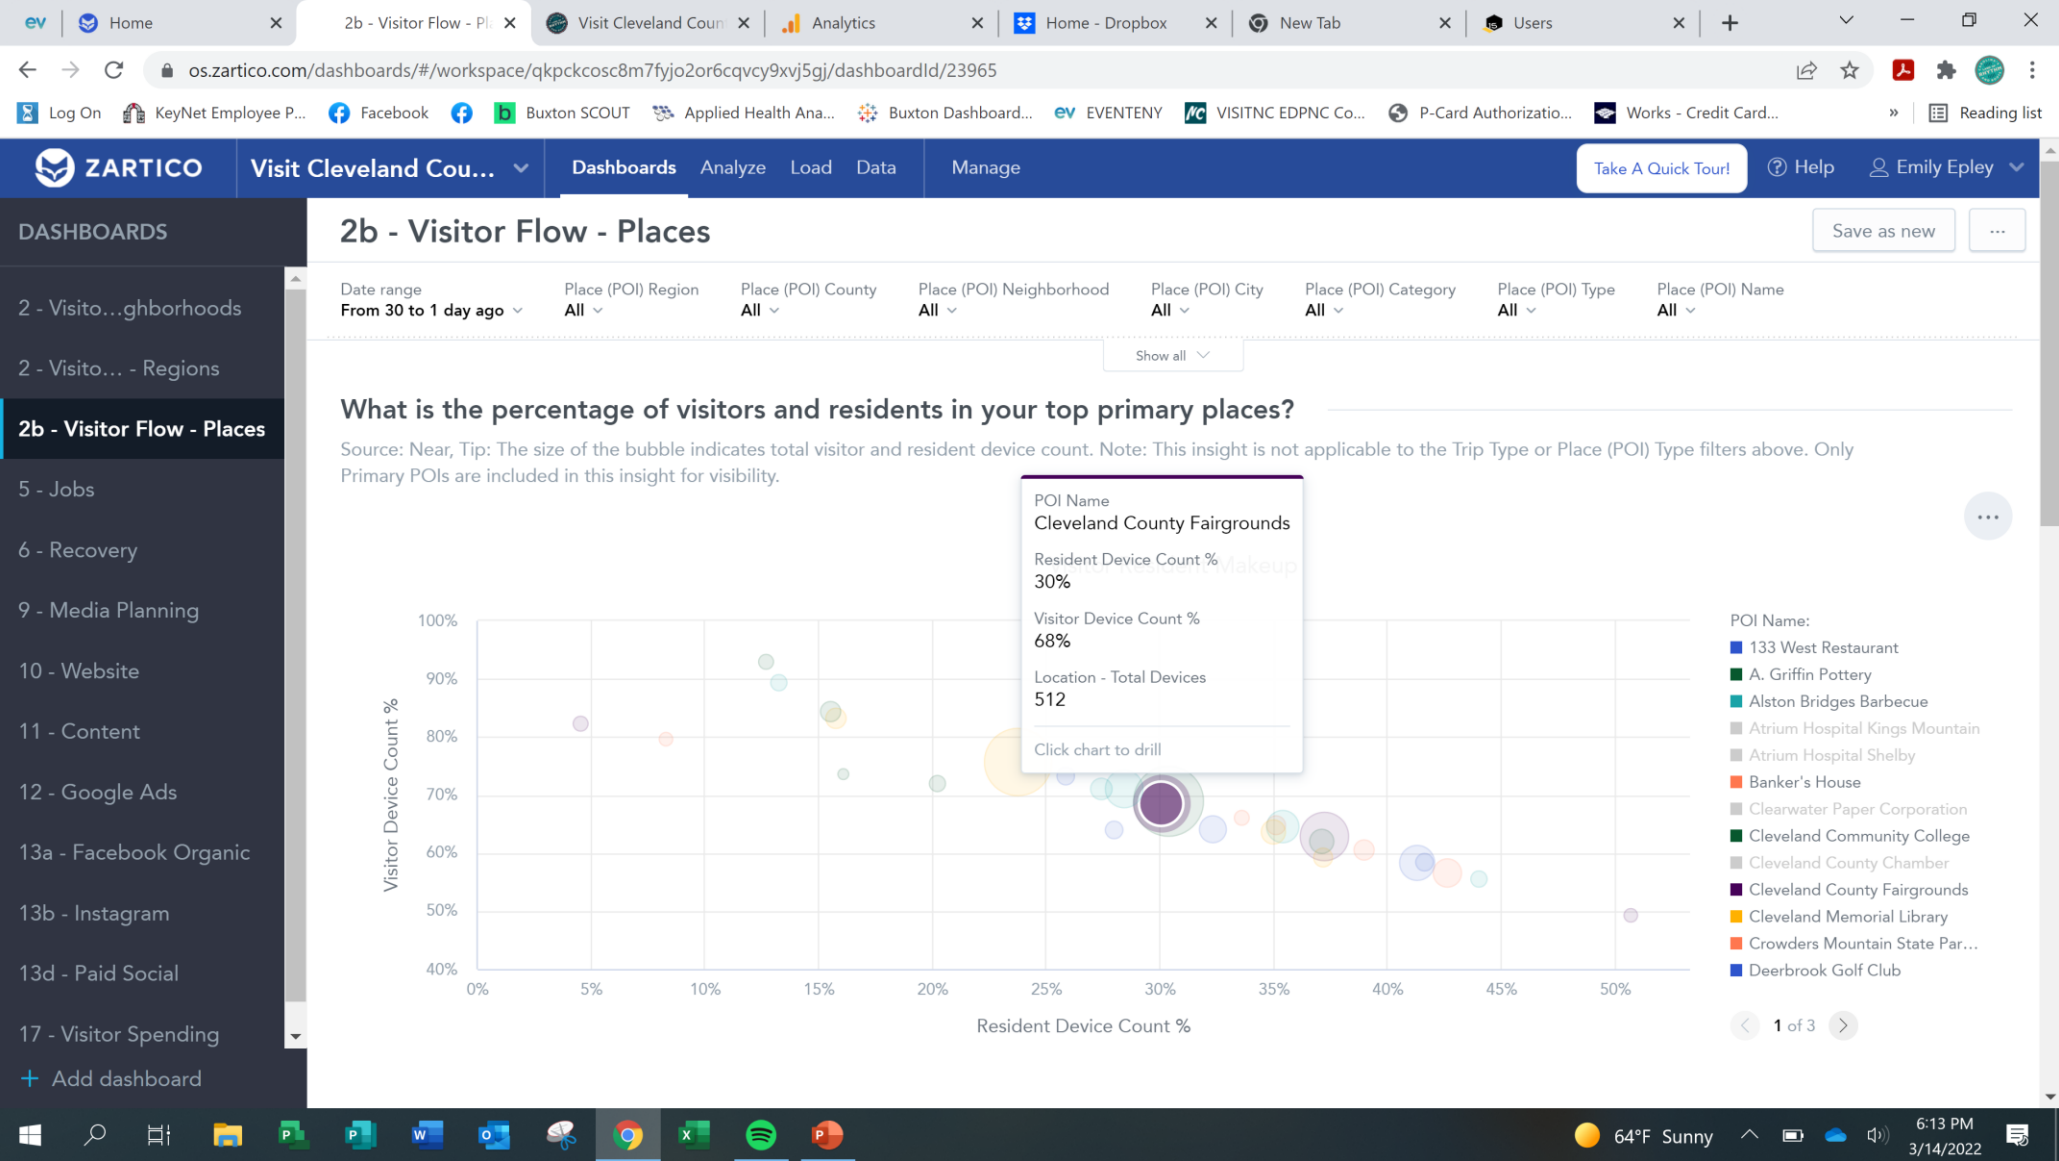 ev
Home
2b - Visitor Flow - Pl
Visit Cleveland Coun
Analytics
Home - Dropbox
New Tab
Users
os.zartico.com/dashboards/#/workspace/qkpckcosc8m7fyjo2or6cqvcy9xvj5gj/dashboardId/23965
Log On
KeyNet Employee P...
Facebook
b
Buxton SCOUT
Applied Health Ana...
Buxton Dashboard...
ev
EVENTENY
NC
VISITNC EDPNC Co...
P-Card Authorizatio...
Works - Credit Card...
»
Reading list
ZARTICO
Visit Cleveland Cou...
Dashboards
Analyze
Load
Data
Manage
Take A Quick Tour!
Help
Emily Epley
DASHBOARDS
2 - Visito...ghborhoods
2 - Visito... - Regions
2b - Visitor Flow - Places
5 - Jobs
6 - Recovery
9 - Media Planning
10 - Website
11 - Content
12 - Google Ads
13a - Facebook Organic
13b - Instagram
13d - Paid Social
17 - Visitor Spending
+ Add dashboard
2b - Visitor Flow - Places
Save as new
...
Date range
From 30 to 1 day ago
Place (POI) Region
All
Place (POI) County
All
Place (POI) Neighborhood
All
Place (POI) City
All
Place (POI) Category
All
Place (POI) Type
All
Place (POI) Name
All
Show all
What is the percentage of visitors and residents in your top primary places?
Source: Near, Tip: The size of the bubble indicates total visitor and resident device count. Note: This insight is not applicable to the Trip Type or Place (POI) Type filters above. Only
Primary POIs are included in this insight for visibility.
...
POI Name
Cleveland County Fairgrounds
Resident Device Count %
30%
Visitor Device Count %
68%
Location - Total Devices
512
Click chart to drill
Visitor Resident Makeup
Visitor Device Count %
100%
90%
80%
70%
60%
50%
40%
0%
5%
10%
15%
20%
25%
30%
35%
40%
45%
50%
Resident Device Count %
POI Name:
133 West Restaurant
A. Griffin Pottery
Alston Bridges Barbecue
Atrium Hospital Kings Mountain
Atrium Hospital Shelby
Banker's House
Clearwater Paper Corporation
Cleveland Community College
Cleveland County Chamber
Cleveland County Fairgrounds
Cleveland Memorial Library
Crowders Mountain State Par...
Deerbrook Golf Club
1 of 3
64°F Sunny
6:13 PM
3/14/2022